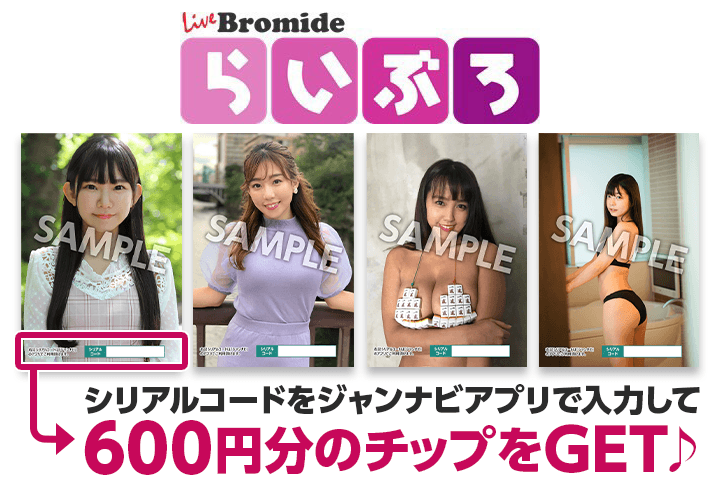 Live Bromide
らいぶろ
SAMPLE
SAMPLE
SAMPLE
SAMPLE
シリアル
コード
シリアル
コード
シリアル
コード
シリアル
コード
シリアルコードをジャンナビアプリで入力して
600円分のチップをGET♪